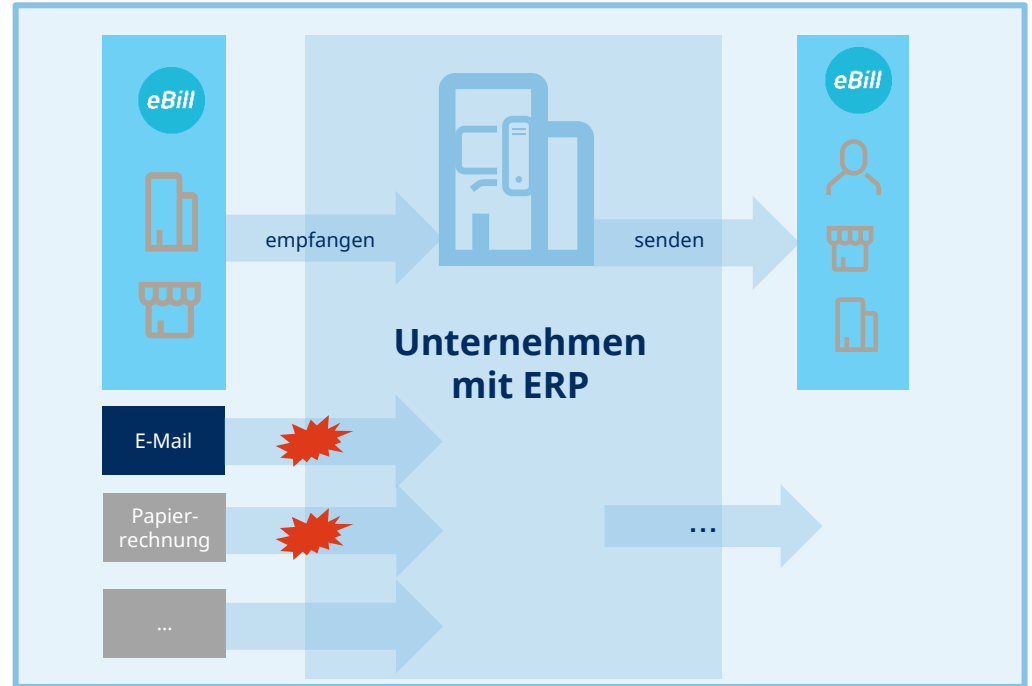 eBill
eBill
empfangen
senden
Unternehmen
mit ERP
E-Mail
Papier-
rechnung
...
...